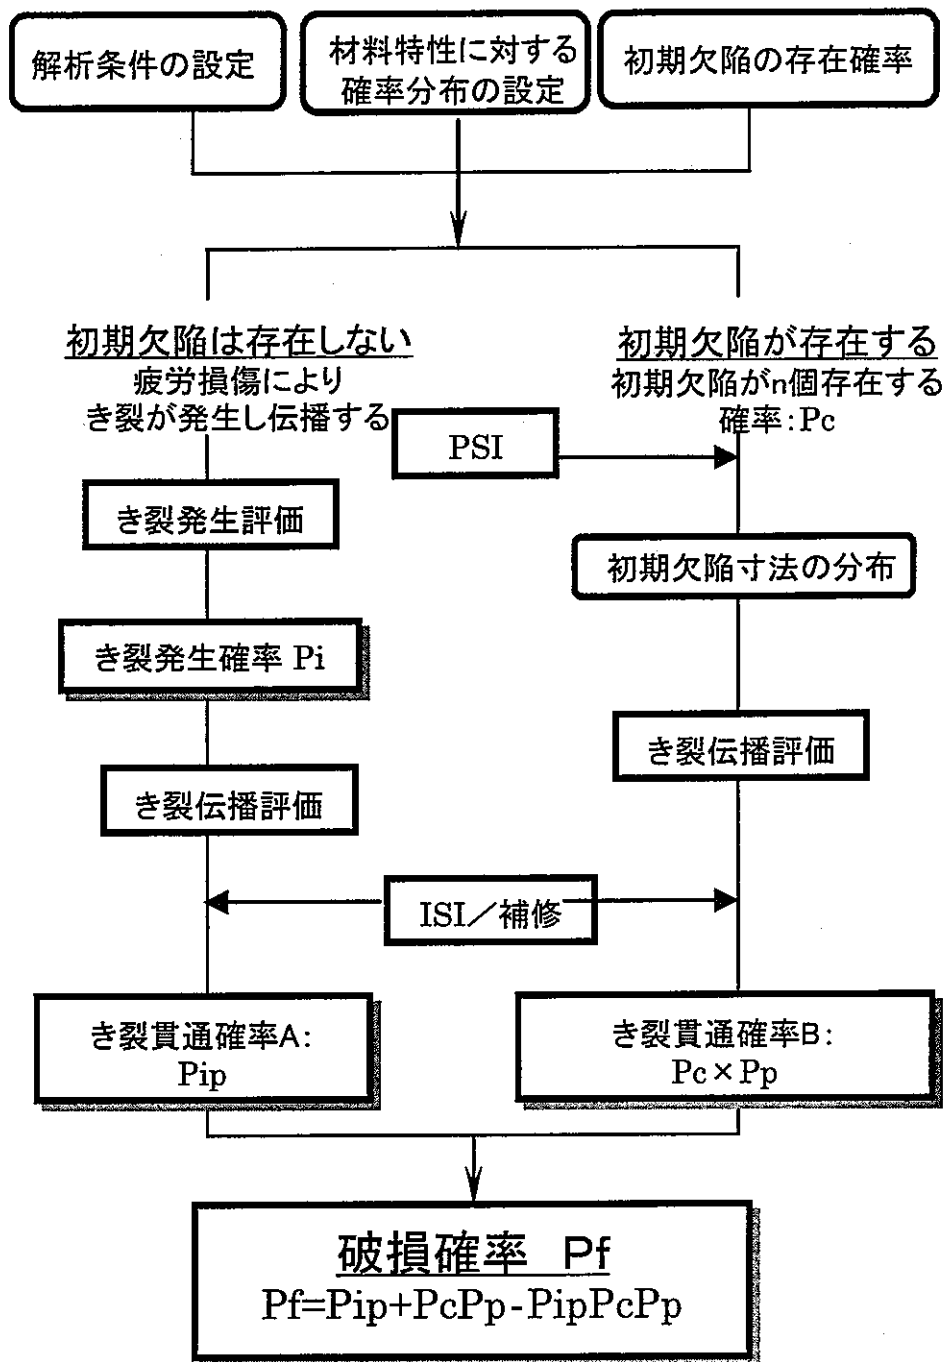 解析条件の設定
材料特性に対する
確率分布の設定
初期欠陥の存在確率
初期欠陥は存在しない
疲労損傷により
き裂が発生し伝播する
初期欠陥が存在する
初期欠陥がn個存在する
確率:Pc
PSI
き裂発生評価
初期欠陥寸法の分布
き裂発生確率 Pi
き裂伝播評価
き裂伝播評価
ISI/補修
き裂貫通確率A:
Pip
き裂貫通確率B:
Pc×Pp
破損確率 Pf
Pf=Pip+PcPp-PipPcPp